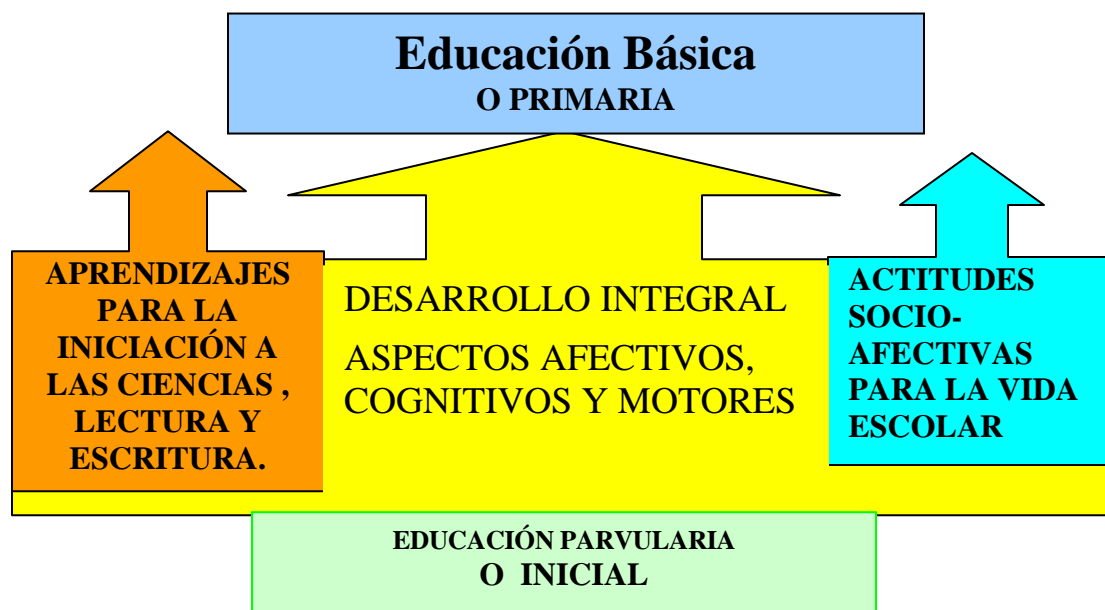 Educación Básica
O PRIMARIA
APRENDIZAJES
PARA LA
INICIACIÓN A
LAS CIENCIAS ,
LECTURA Y
ESCRITURA.
DESARROLLO INTEGRAL
ASPECTOS AFECTIVOS,
COGNITIVOS Y MOTORES
ACTITUDES
SOCIO-
AFECTIVAS
PARA LA VIDA
ESCOLAR
EDUCACIÓN PARVULARIA
O INICIAL